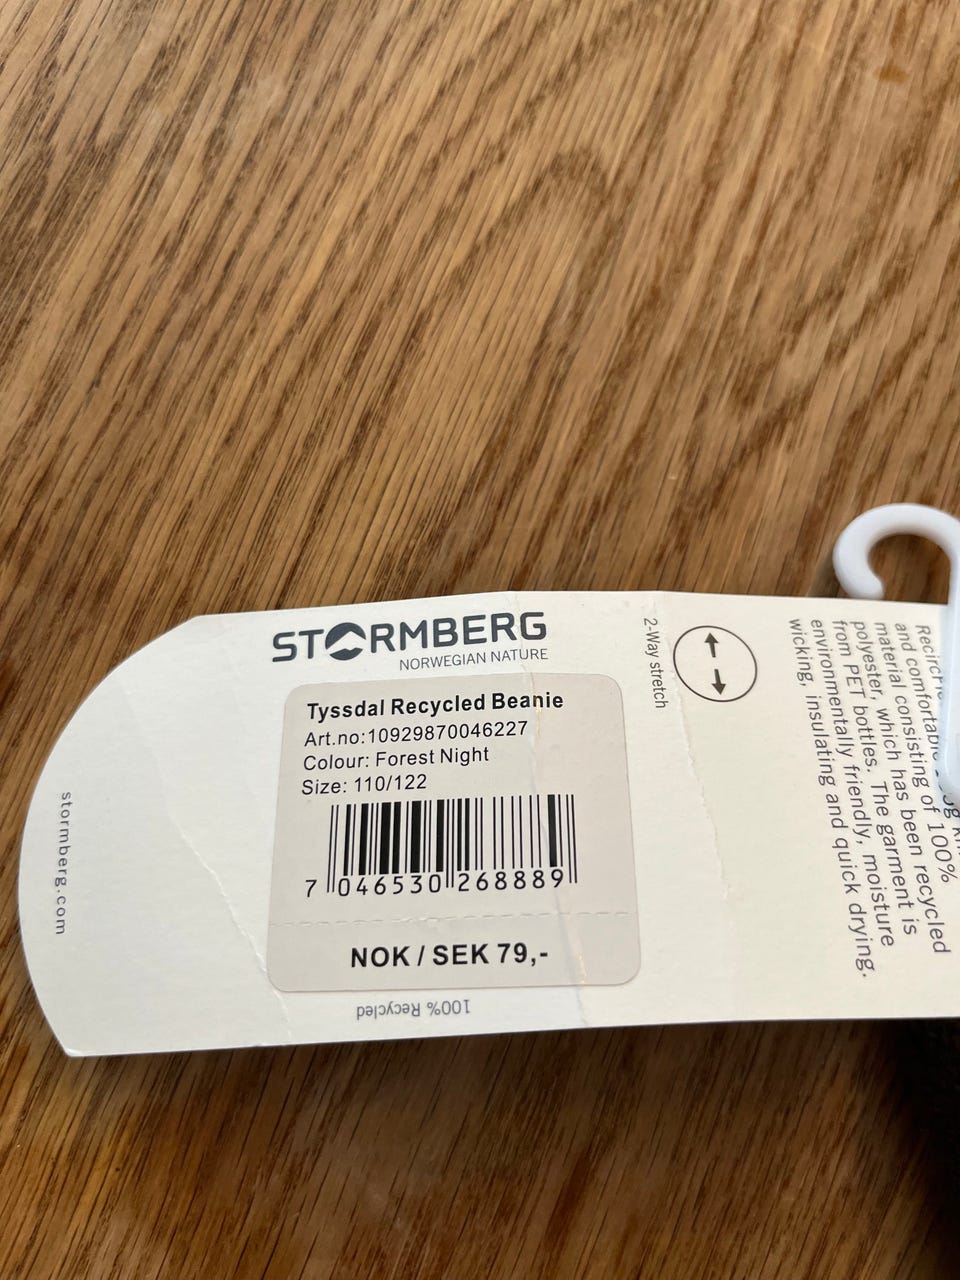 STORMBERG
NORWEGIAN NATURE
Tyssdal Recycled Beanie
Art.no:10929870046227
Colour: Forest Night
Size: 110/122
7 046530 268889
NOK / SEK 79,-
100% Recycled
stormberg.com
2-Way stretch
and comfortable
material consisting of 100%
polyester, which has been recycled
from PET bottles. The garment is
environmentally friendly, moisture
wicking, insulating and quick drying.